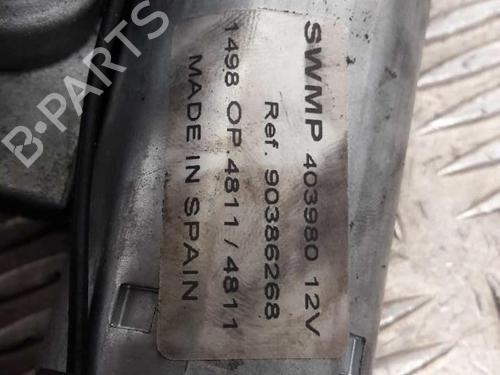 SWMP 403980 12V
Ref. 90386268
1498 OP.4811/4811
MADE IN SPAIN
B-PARTS